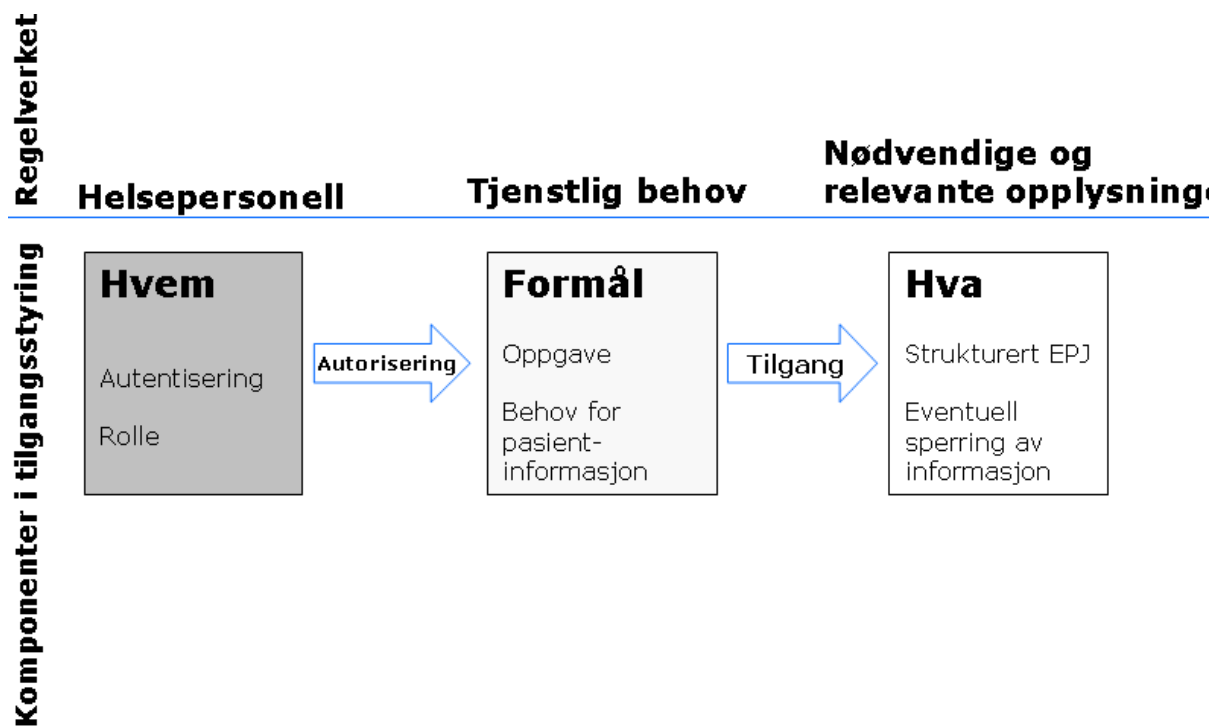 Regelverket
Helsepersonell
Tjenstlig behov
Nødvendige og
relevante opplysninge
Komponenter i tilgangsstyring
Hvem
Autentisering
Rolle
Autorisering
Formål
Oppgave
Behov for
pasient-
informasjon
Tilgang
Hva
Strukturert EPJ
Eventuell
sperring av
informasjon